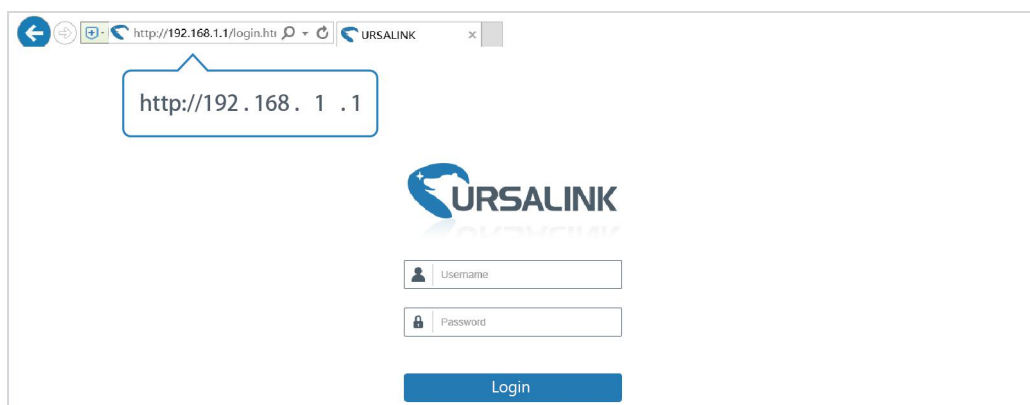 http://192.168.1.1/login.htı
URSALINK
http://192.168. 1 .1
URSALINK
Username
Password
Login